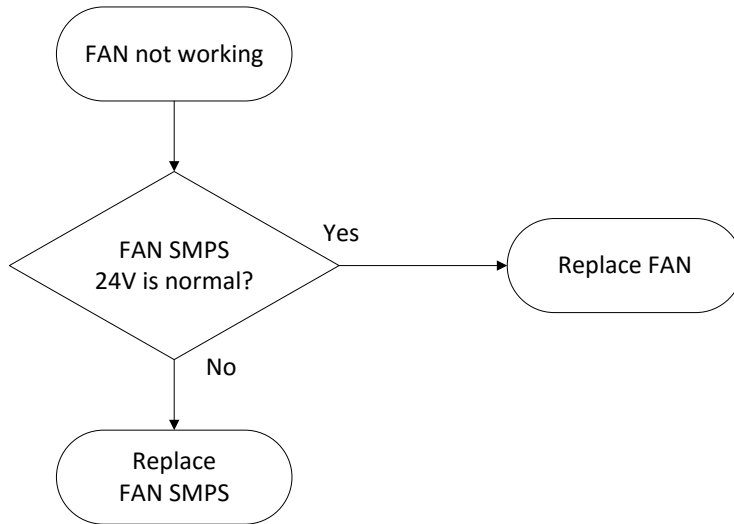 FAN not working
FAN SMPS
24V is normal?
Yes
Replace FAN
No
Replace
FAN SMPS